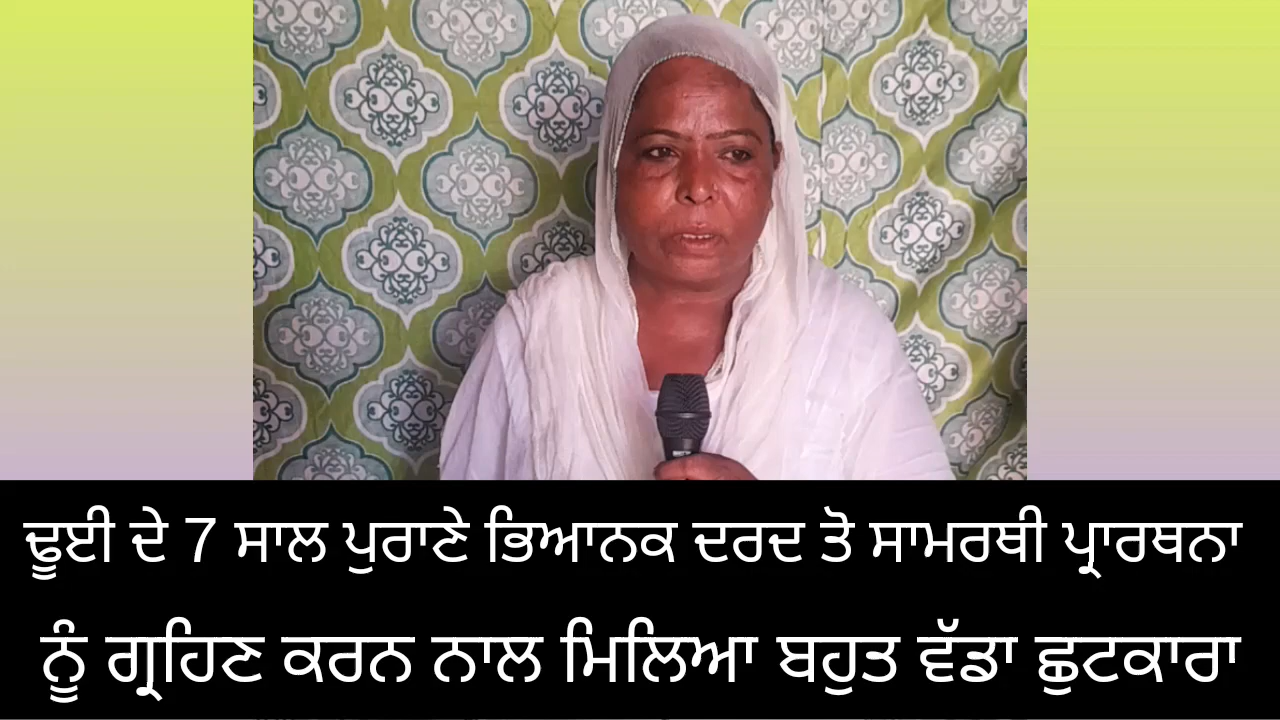 ਢੂਈ ਦੇ 7 ਸਾਲ ਪੁਰਾਣੇ ਭਿਆਨਕ ਦਰਦ ਤੋ ਸਾਮਰਥੀ ਪ੍ਰਾਰਥਨਾ
ਨੂੰ ਗ੍ਰਹਿਣ ਕਰਨ ਨਾਲ ਮਿਲਿਆ ਬਹੁਤ ਵੱਡਾ ਛੁਟਕਾਰਾ